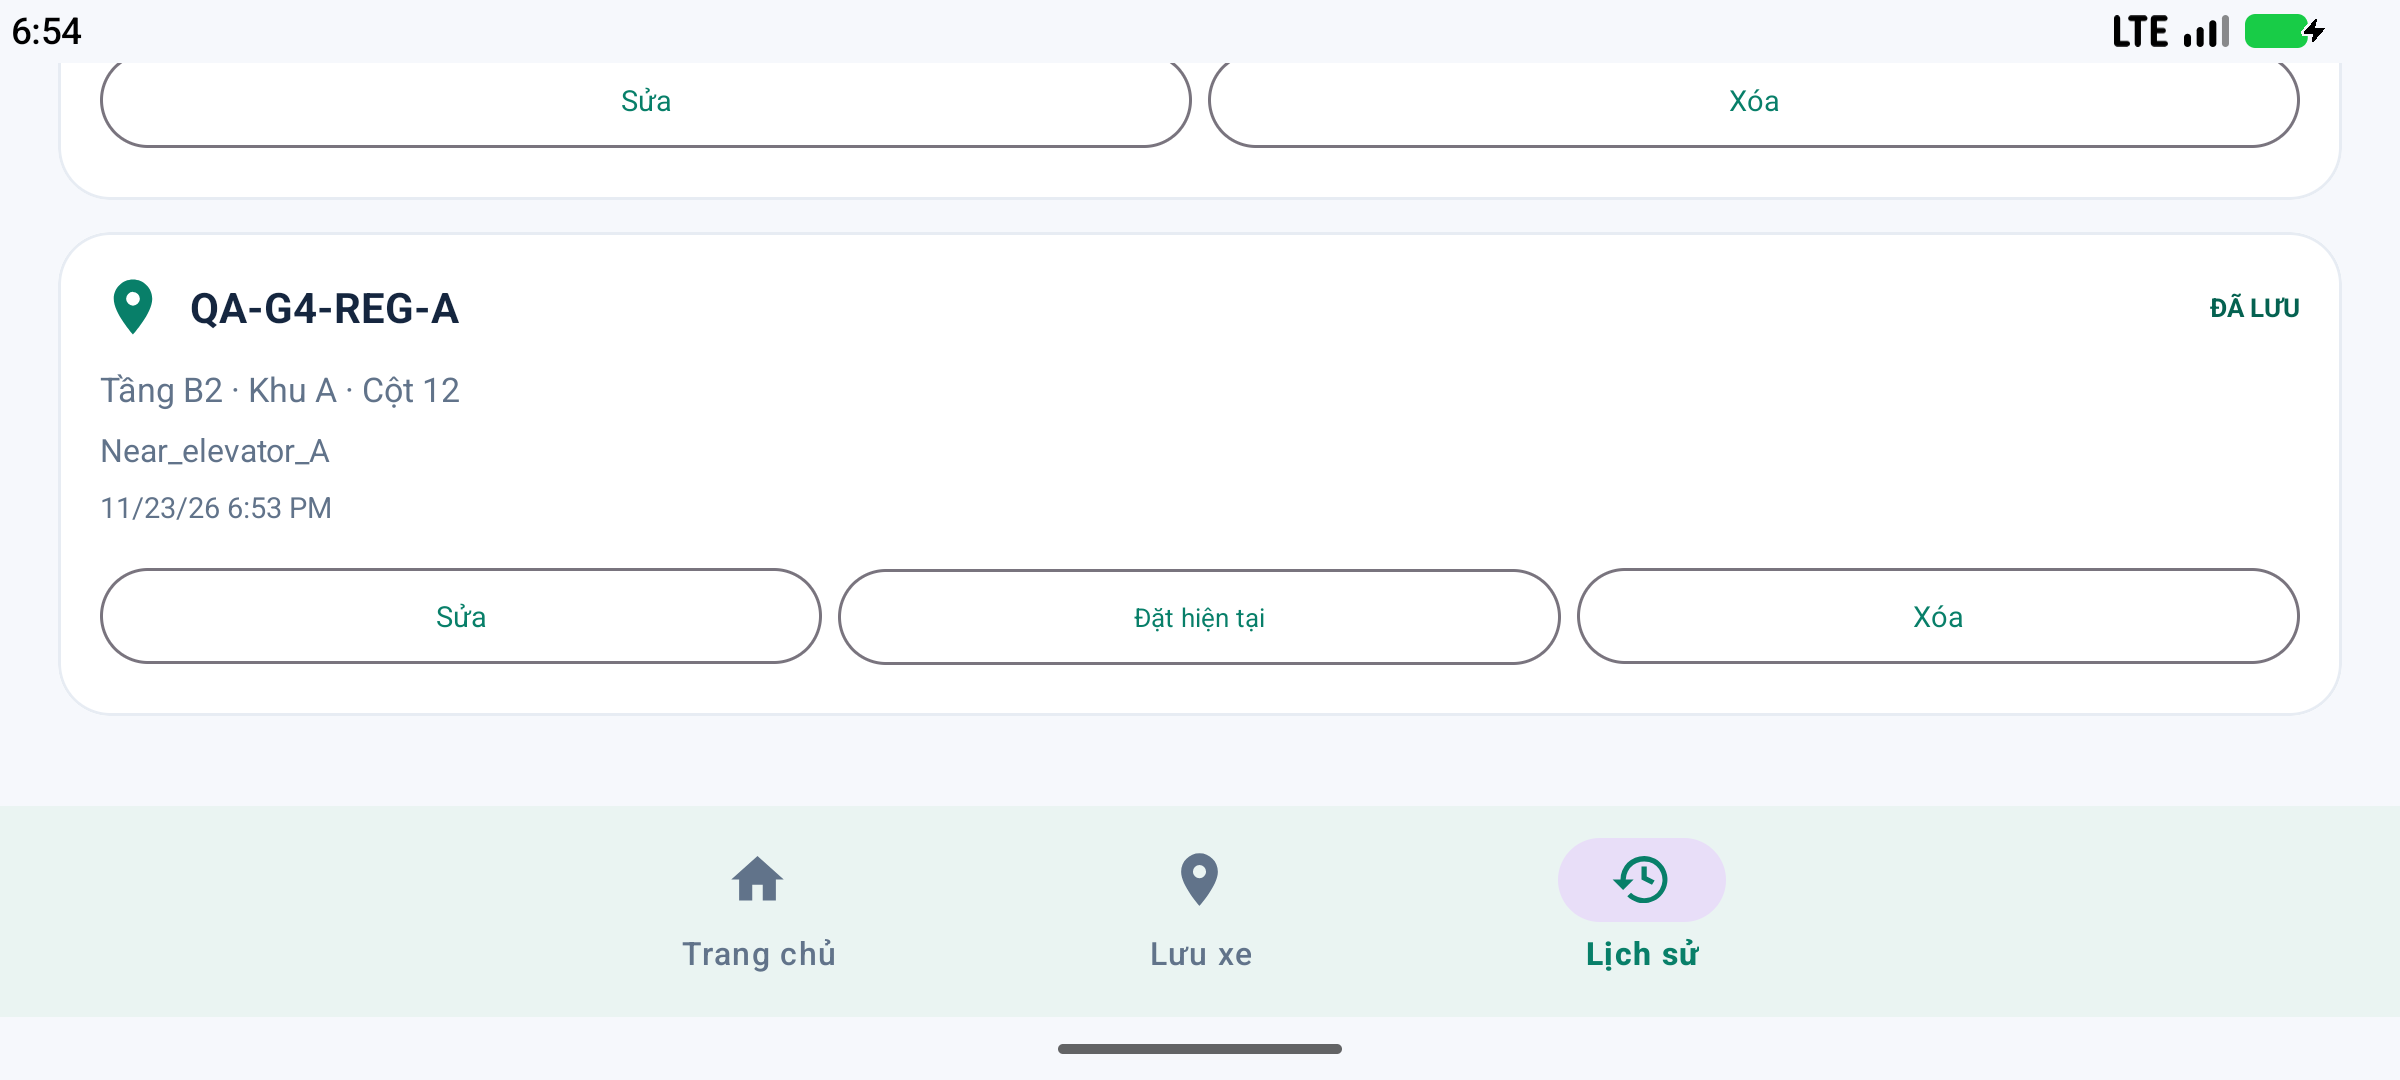 6:54 LTE
Sửa Xóa
QA-G4-REG-A ĐÃ LƯU
Tầng B2 · Khu A · Cột 12
Near_elevator_A
11/23/26 6:53 PM
Sửa Đặt hiện tại Xóa
Trang chủ Lưu xe Lịch sử